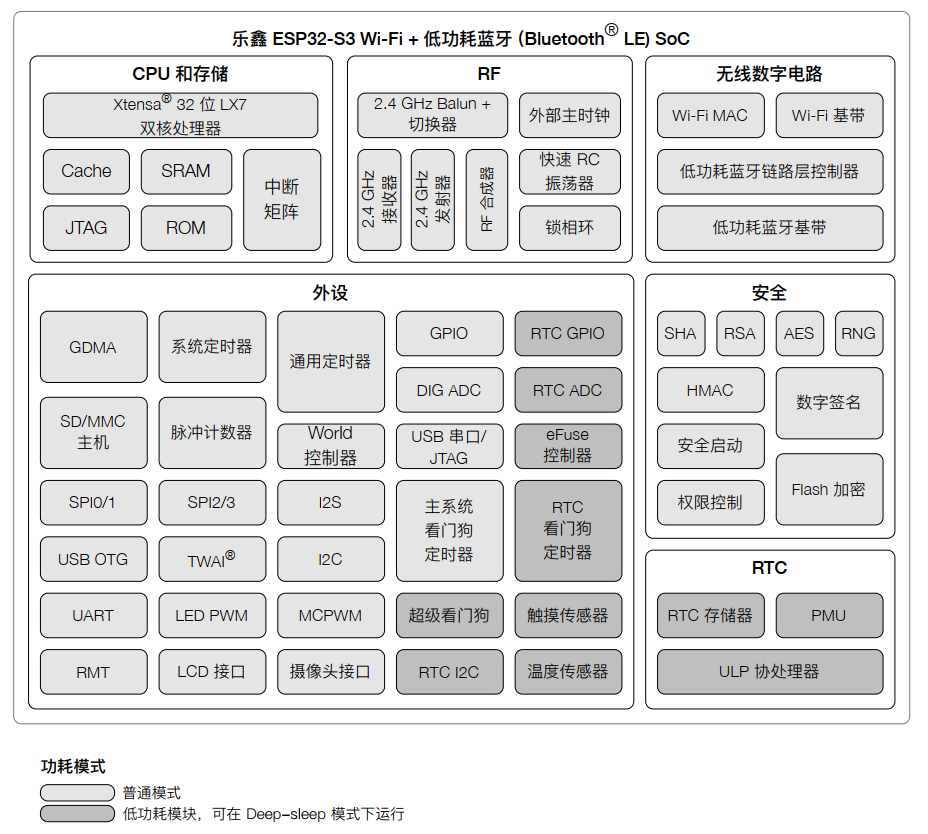 乐鑫 ESP32-S3 Wi-Fi + 低功耗蓝牙 (Bluetooth® LE) SoC
CPU 和存储
Xtensa® 32 位 LX7
双核处理器
Cache
SRAM
中断
矩阵
JTAG
ROM
RF
2.4 GHz Balun +
切换器
外部主时钟
2.4 GHz
接收器
2.4 GHz
发射器
RF 合成器
快速 RC
振荡器
锁相环
无线数字电路
Wi-Fi MAC
Wi-Fi 基带
低功耗蓝牙链路层控制器
低功耗蓝牙基带
外设
GDMA
系统定时器
通用定时器
GPIO
RTC GPIO
DIG ADC
RTC ADC
SD/MMC
主机
脉冲计数器
World
控制器
USB 串口/
JTAG
eFuse
控制器
SPI0/1
SPI2/3
I2S
主系统
看门狗
定时器
RTC
看门狗
定时器
USB OTG
TWAI®
I2C
UART
LED PWM
MCPWM
超级看门狗
触摸传感器
RMT
LCD 接口
摄像头接口
RTC I2C
温度传感器
安全
SHA
RSA
AES
RNG
HMAC
数字签名
安全启动
Flash 加密
权限控制
RTC
RTC 存储器
PMU
ULP 协处理器
功耗模式
普通模式
低功耗模块，可在 Deep-sleep 模式下运行